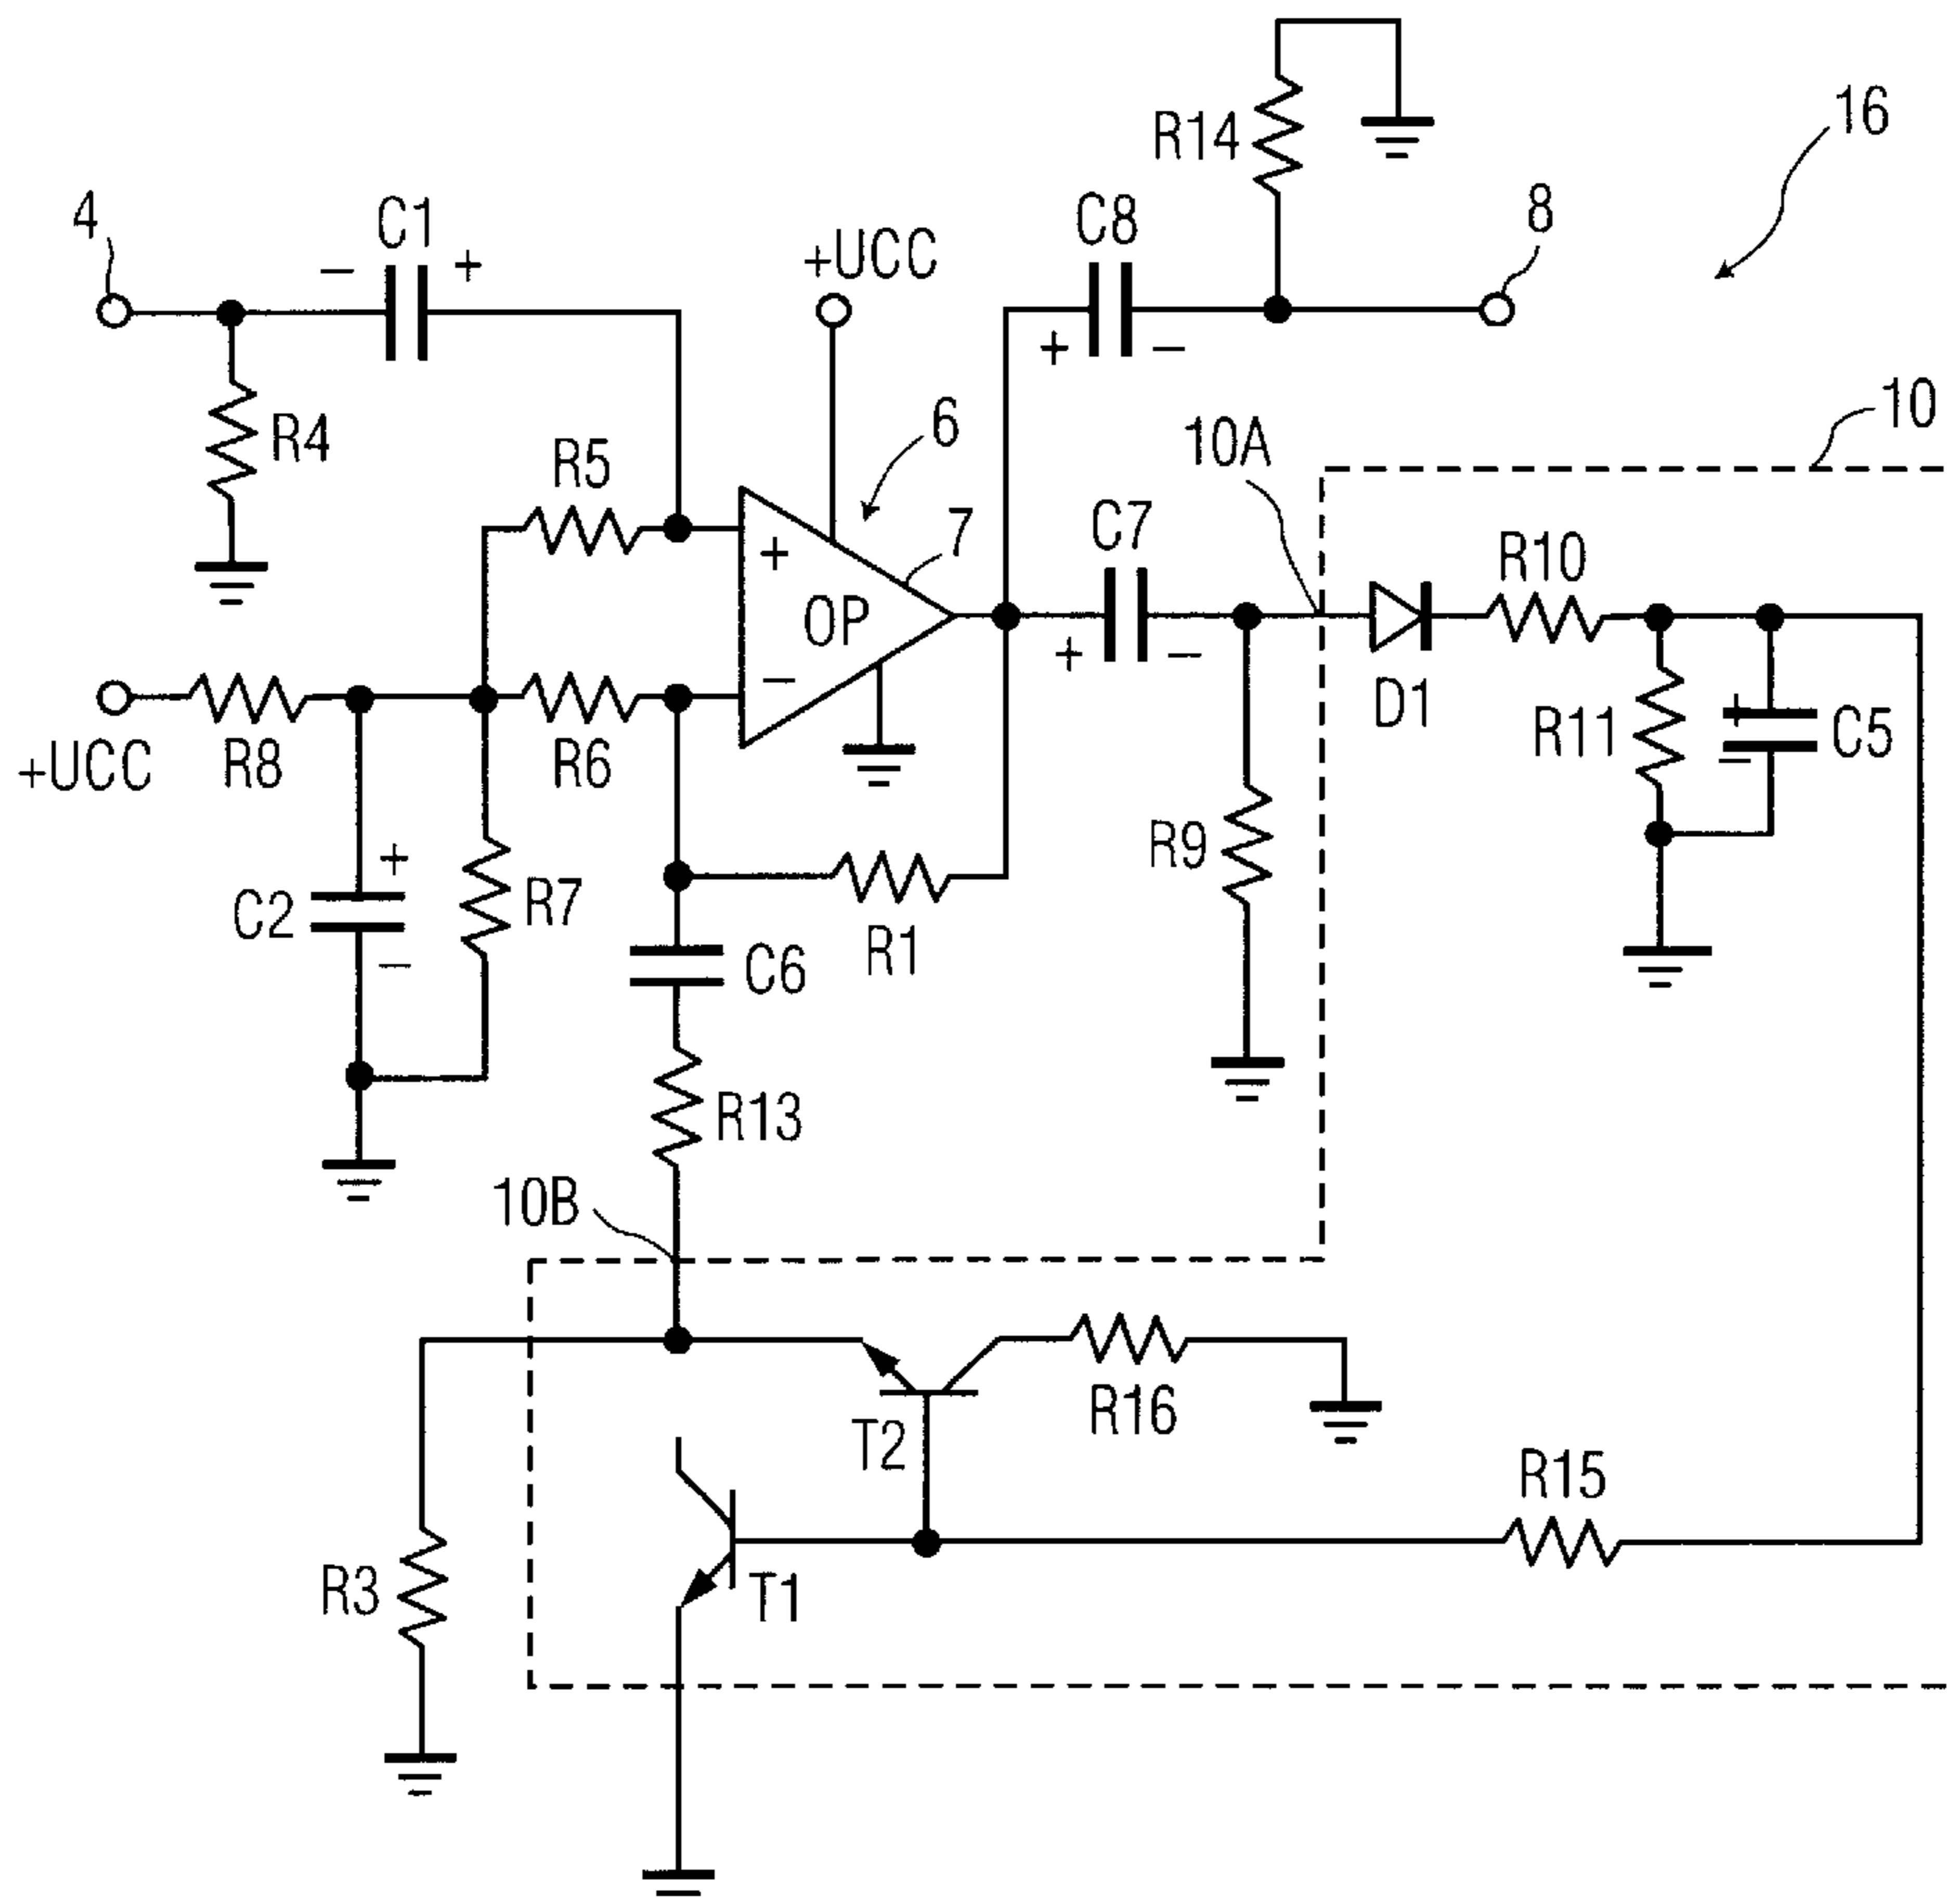 16
R14
4
C1
C8
8
−
+
+UCC
+
−
10
R4
6
10A
R5
C7
7
R10
+
OP
+
−
−
D1
R11
+
−
C5
+UCC
R8
R6
R9
+
C2
−
R7
R1
C6
R13
10B
R16
T2
R15
R3
T1